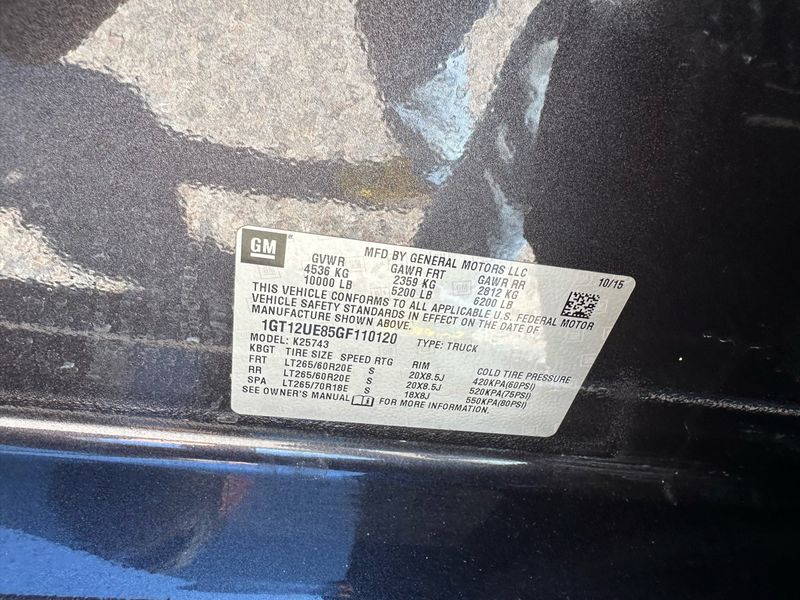 GM
MFD BY GENERAL MOTORS LLC
10/15
GVWR GAWR FRT GAWR RR
4536 KG 2359 KG 2812 KG
10000 LB 5200 LB 6200 LB
THIS VEHICLE CONFORMS TO ALL APPLICABLE U.S. FEDERAL MOTOR
VEHICLE SAFETY STANDARDS IN EFFECT ON THE DATE OF
MANUFACTURE SHOWN ABOVE.
1GT12UE85GF110120 TYPE: TRUCK
MODEL: K25743
KBGT TIRE SIZE SPEED RTG RIM COLD TIRE PRESSURE
FRT LT265/60R20E S 20X8.5J 420KPA(60PSI)
RR LT265/60R20E S 20X8.5J 520KPA(75PSI)
SPA LT265/70R18E S 18X8J 550KPA(80PSI)
SEE OWNER'S MANUAL FOR MORE INFORMATION.